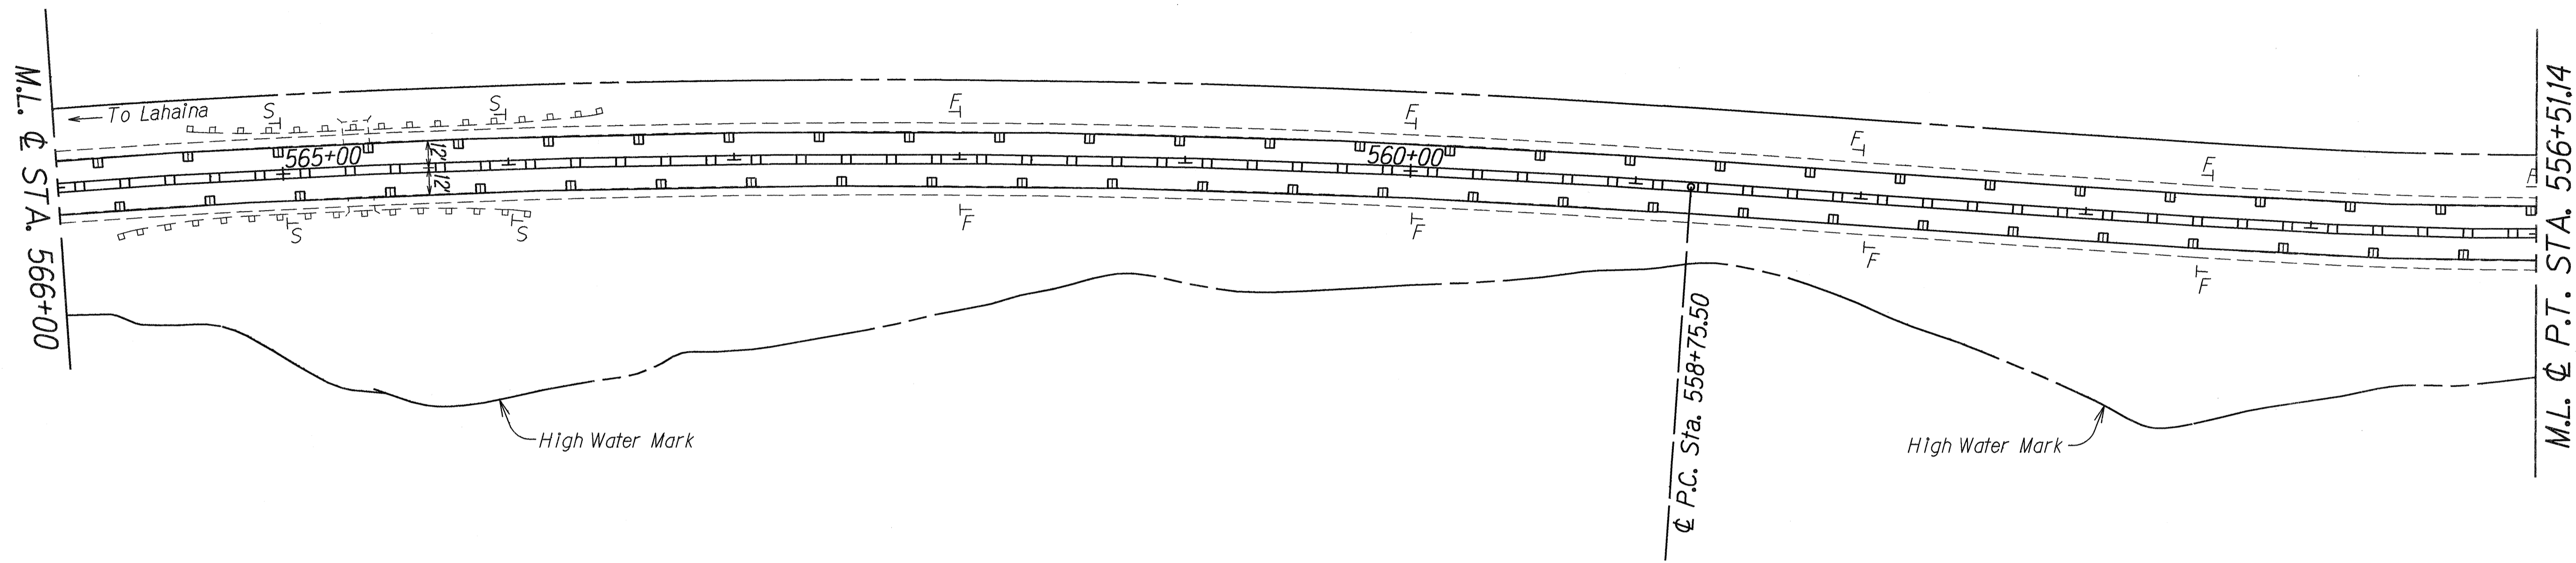 M.L. ℄ STA. 566+00
To Lahaina
S
S
F
F
F
F
F
565+00
12'
12'
560+00
S
S
F
F
F
F
High Water Mark
℄ P.C. Sta. 558+75.50
High Water Mark
M.L. ℄ P.T. STA. 556+51.14